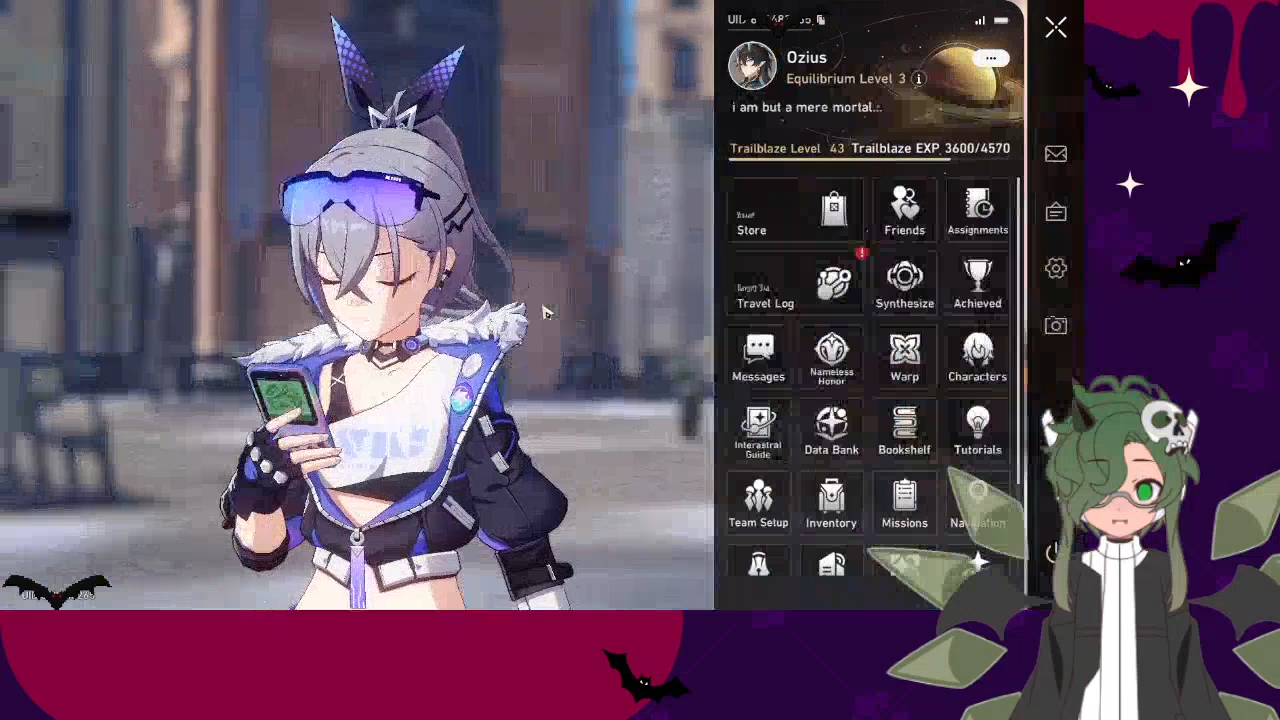 Ozius
Equilibrium Level 3
i am but a mere mortal...
Trailblaze Level 43 Trailblaze EXP 3600/4570
Store
Friends
Assignments
Travel Log
Synthesize
Achieved
Messages
Nameless
Honor
Warp
Characters
Interastral
Guide
Data Bank
Bookshelf
Tutorials
Team Setup
Inventory
Missions
Navigation